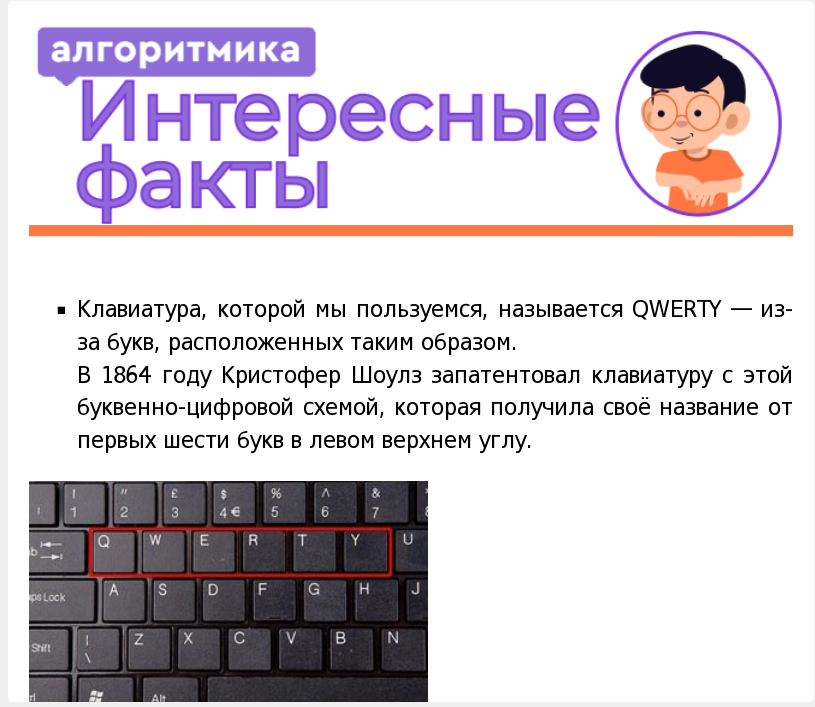 алгоритмика
Интересные
факты
▪ Клавиатура, которой мы пользуемся, называется QWERTY — из-
за букв, расположенных таким образом.
В 1864 году Кристофер Шоулз запатентовал клавиатуру с этой
буквенно-цифровой схемой, которая получила своё название от
первых шести букв в левом верхнем углу.
! " £ $ % ^ &
1 2 3 4 € 5 6 7
Q W E R T Y U
Lock A S D F G H J
Shift | \ Z X C V B N
Alt